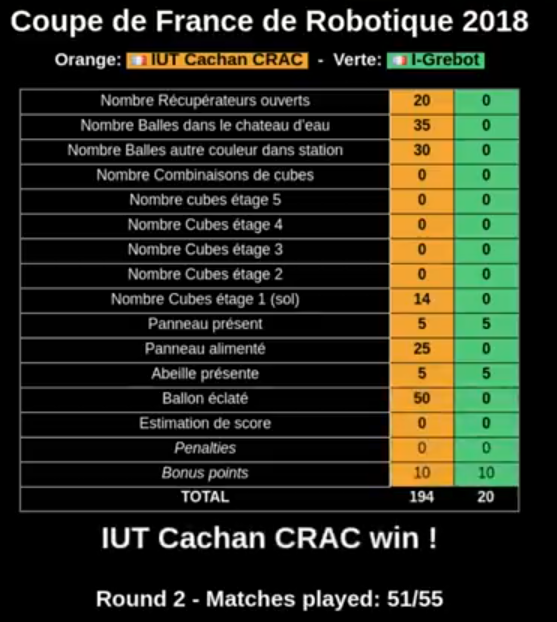 Coupe de France de Robotique 2018
Orange: IUT Cachan CRAC - Verte: I-Grebot
Nombre Récupérateurs ouverts 20 0
Nombre Balles dans le chateau d'eau 35 0
Nombre Balles autre couleur dans station 30 0
Nombre Combinaisons de cubes 0 0
Nombre cubes étage 5 0 0
Nombre Cubes étage 4 0 0
Nombre Cubes étage 3 0 0
Nombre Cubes étage 2 0 0
Nombre Cubes étage 1 (sol) 14 0
Panneau présent 5 5
Panneau alimenté 25 0
Abeille présente 5 5
Ballon éclaté 50 0
Estimation de score 0 0
Penalties 0 0
Bonus points 10 10
TOTAL 194 20
IUT Cachan CRAC win !
Round 2 - Matches played: 51/55